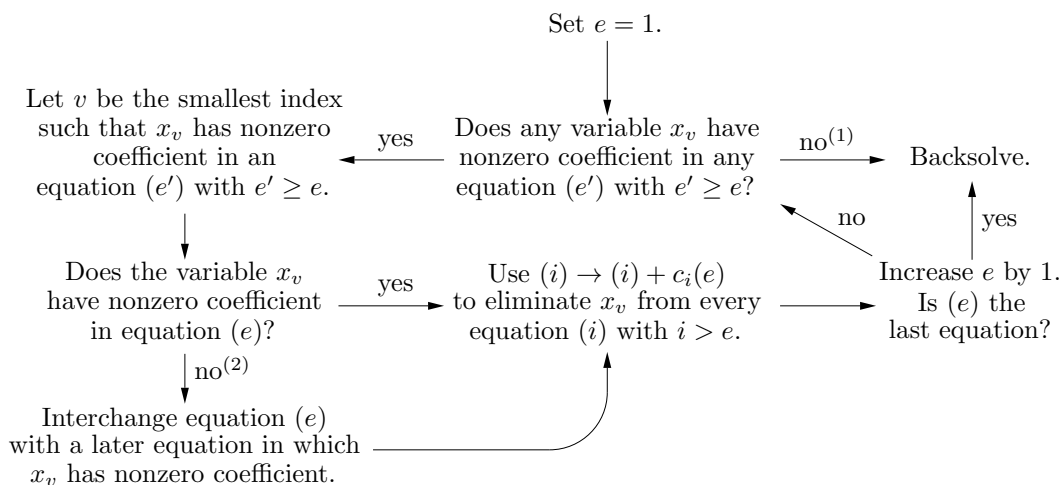 Set e = 1.
Let v be the smallest index
such that x_v has nonzero
coefficient in an
equation (e′) with e′ ≥ e.
yes
Does any variable x_v have
nonzero coefficient in any
equation (e′) with e′ ≥ e?
no⁽¹⁾
Backsolve.
no
yes
Does the variable x_v
have nonzero coefficient
in equation (e)?
yes
Use (i) → (i) + c_i(e)
to eliminate x_v from every
equation (i) with i > e.
Increase e by 1.
Is (e) the
last equation?
no⁽²⁾
Interchange equation (e)
with a later equation in which
x_v has nonzero coefficient.